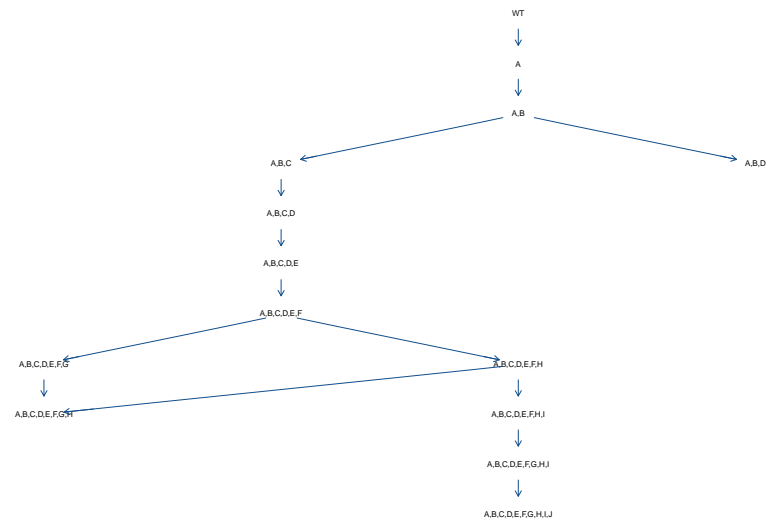 WT
A
A,B
A,B,C
A,B,D
A,B,C,D
A,B,C,D,E
A,B,C,D,E,F
A,B,C,D,E,F,G
A,B,C,D,E,F,H
A,B,C,D,E,F,G,H
A,B,C,D,E,F,H,I
A,B,C,D,E,F,G,H,I
A,B,C,D,E,F,G,H,I,J